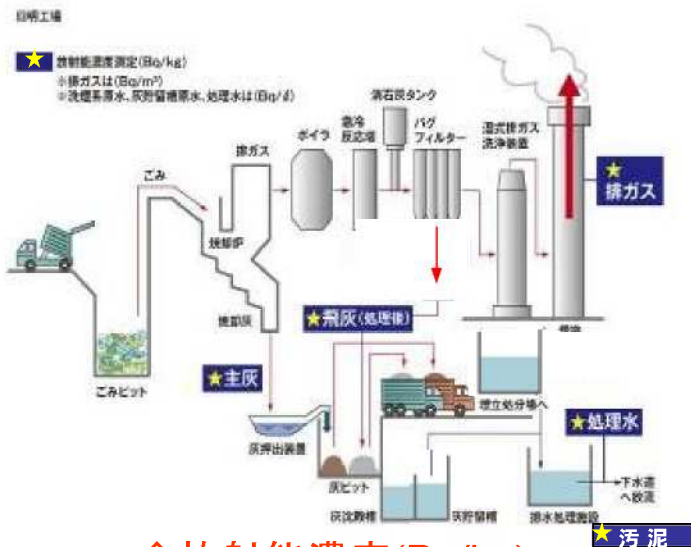 日明工場
放射能濃度測定(Bq/kg)
※排ガスは(Bq/m³)
※洗煙系原水、灰貯留槽原水、処理水は(Bq/ℓ)
消石灰タンク
急冷
反応塔
バグ
フィルター
ボイラ
湿式排ガス
洗浄装置
排ガス
ごみ
排ガス
焼却炉
焼却灰
飛灰(処理後)
主灰
ごみピット
埋立処分場へ
処理水
灰押出装置
灰ピット
下水道
へ放流
灰沈殿槽
灰貯留槽
排水処理施設
汚泥